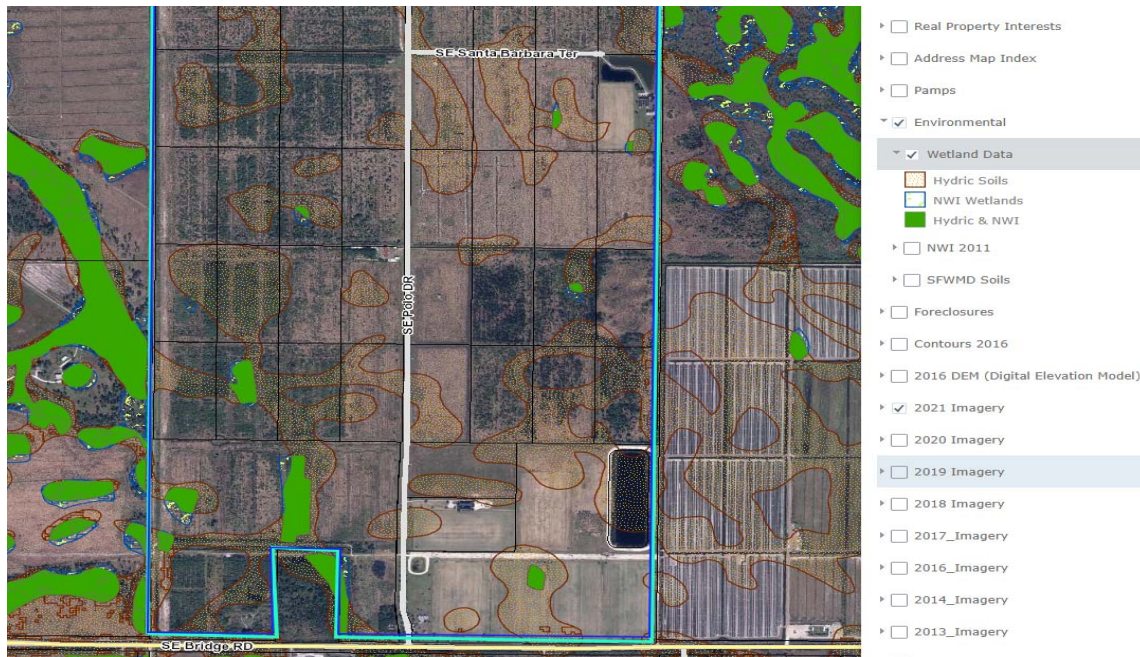 SE Santa Barbara Ter
SE Polo DR
SE Bridge RD
Real Property Interests
Address Map Index
Pamps
Environmental
Wetland Data
Hydric Soils
NWI Wetlands
Hydric & NWI
NWI 2011
SFWMD Soils
Foreclosures
Contours 2016
2016 DEM (Digital Elevation Model)
2021 Imagery
2020 Imagery
2019 Imagery
2018 Imagery
2017_Imagery
2016_Imagery
2014_Imagery
2013_Imagery